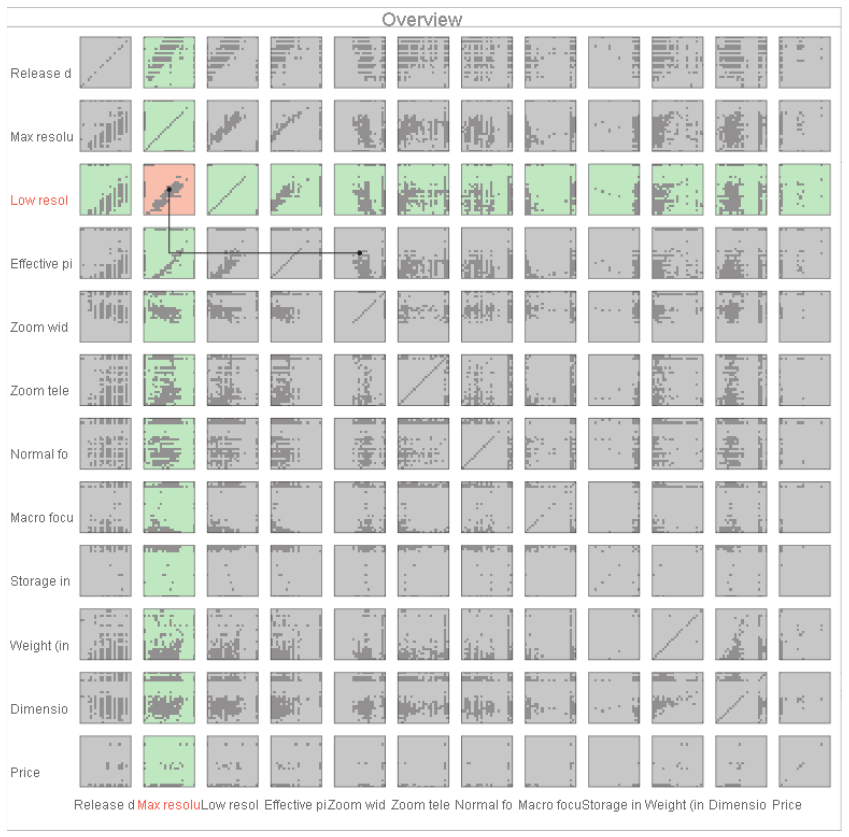 Overview
Release d
Max resolu
Low resol
Effective pi
Zoom wid
Zoom tele
Normal fo
Macro focu
Storage in
Weight (in
Dimensio
Price
Release d Max resolu Low resol Effective pi Zoom wid Zoom tele Normal fo Macro focu Storage in Weight (in Dimensio Price